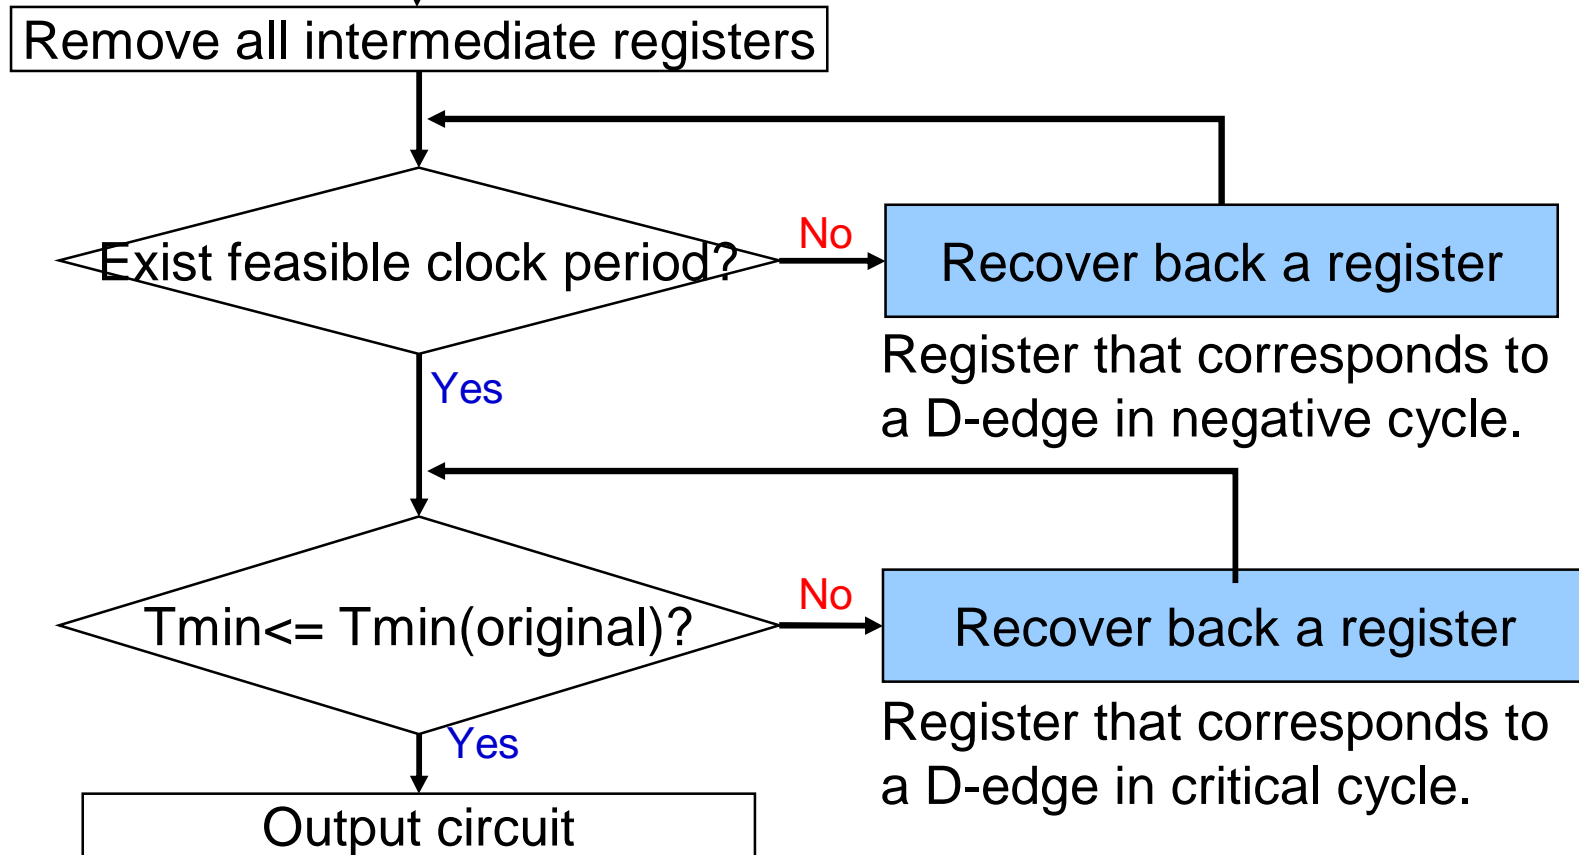 Remove all intermediate registers
Exist feasible clock period?
No
Recover back a register
Register that corresponds to
a D-edge in negative cycle.
Yes
Tmin<= Tmin(original)?
No
Recover back a register
Register that corresponds to
a D-edge in critical cycle.
Yes
Output circuit